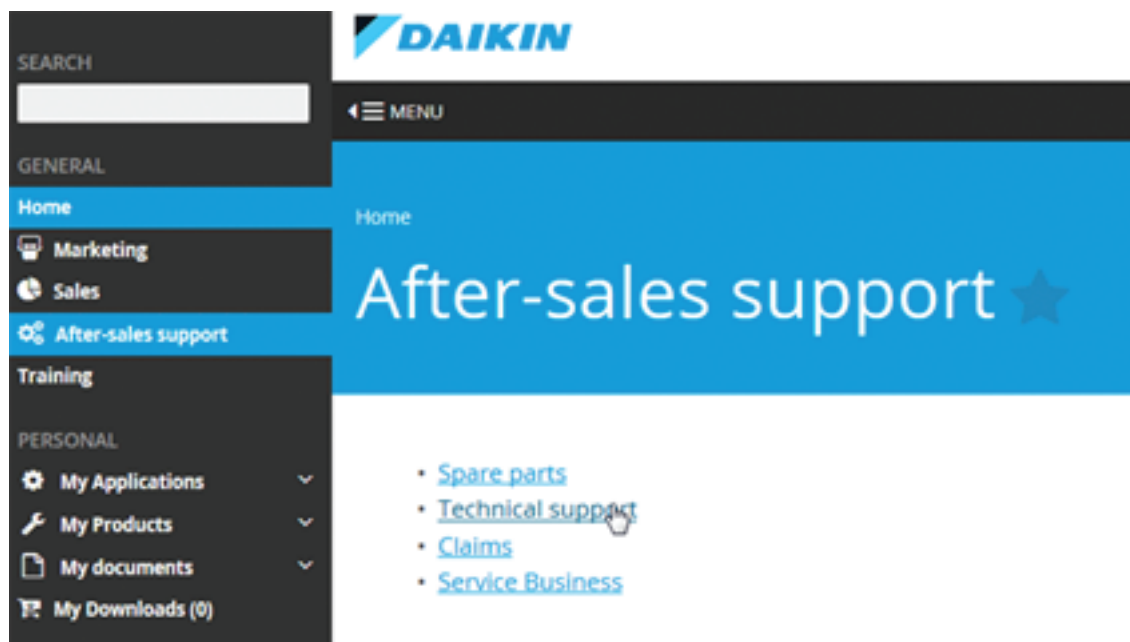 SEARCH
GENERAL
Home
Marketing
Sales
After-sales support
Training
PERSONAL
My Applications
My Products
My documents
My Downloads (0)
DAIKIN
MENU
Home
After-sales support
• Spare parts
• Technical support
• Claims
• Service Business